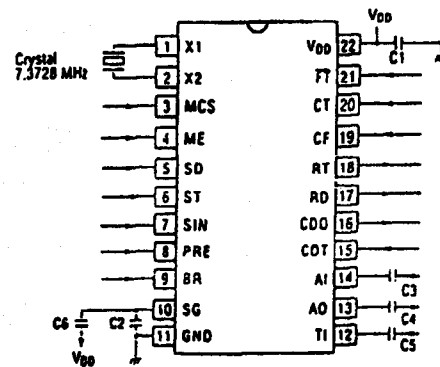 Crystal
7.3728 MHz
1 X1
2 X2
3 MCS
4 ME
5 SD
6 ST
7 SIN
8 PRE
9 BR
10 SG
11 GND
C6
C2
VDD
VDD
VDD 22
C1
A
FT 21
CT 20
CF 19
RT 18
RD 17
CDO 16
CDT 15
AI 14
C3
AO 13
C4
TI 12
C5